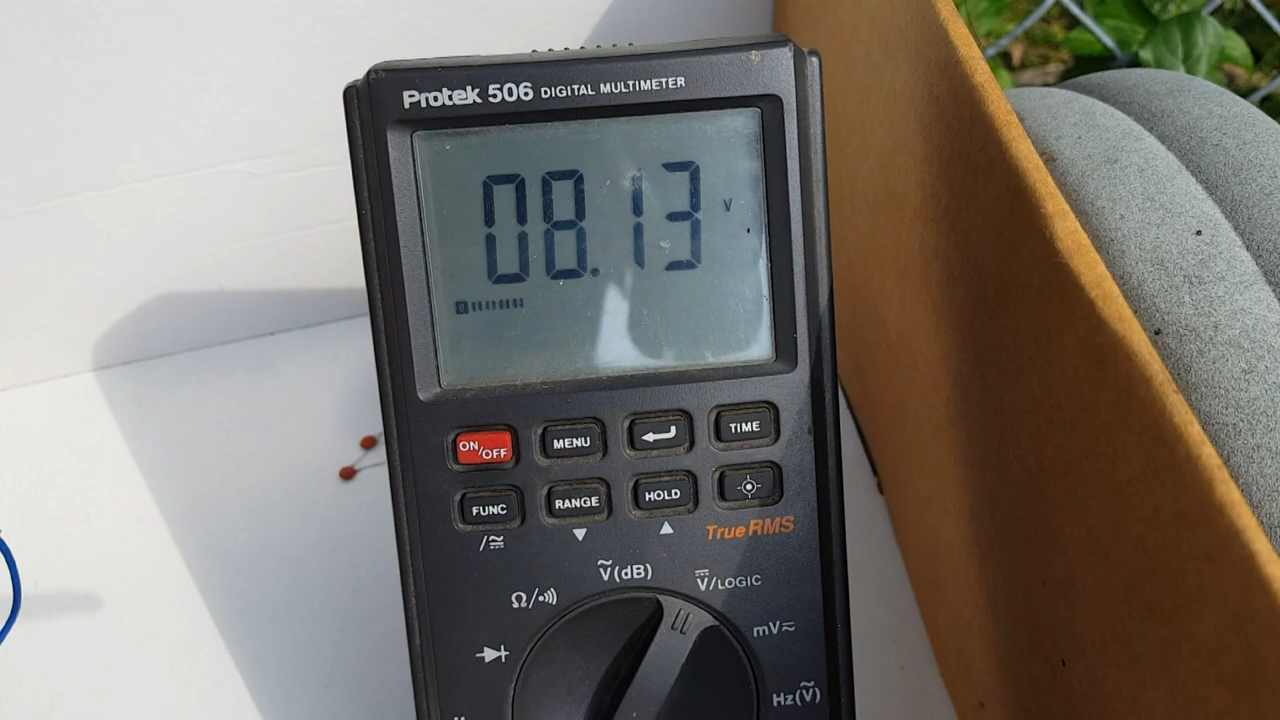 Protek 506 DIGITAL MULTIMETER
08.13 V
0
ON/OFF MENU TIME
FUNC RANGE HOLD
/≂ ▼ ▲ True RMS
Ṽ(dB) V/LOGIC
Ω/•))) mV≂
Hz(Ṽ)